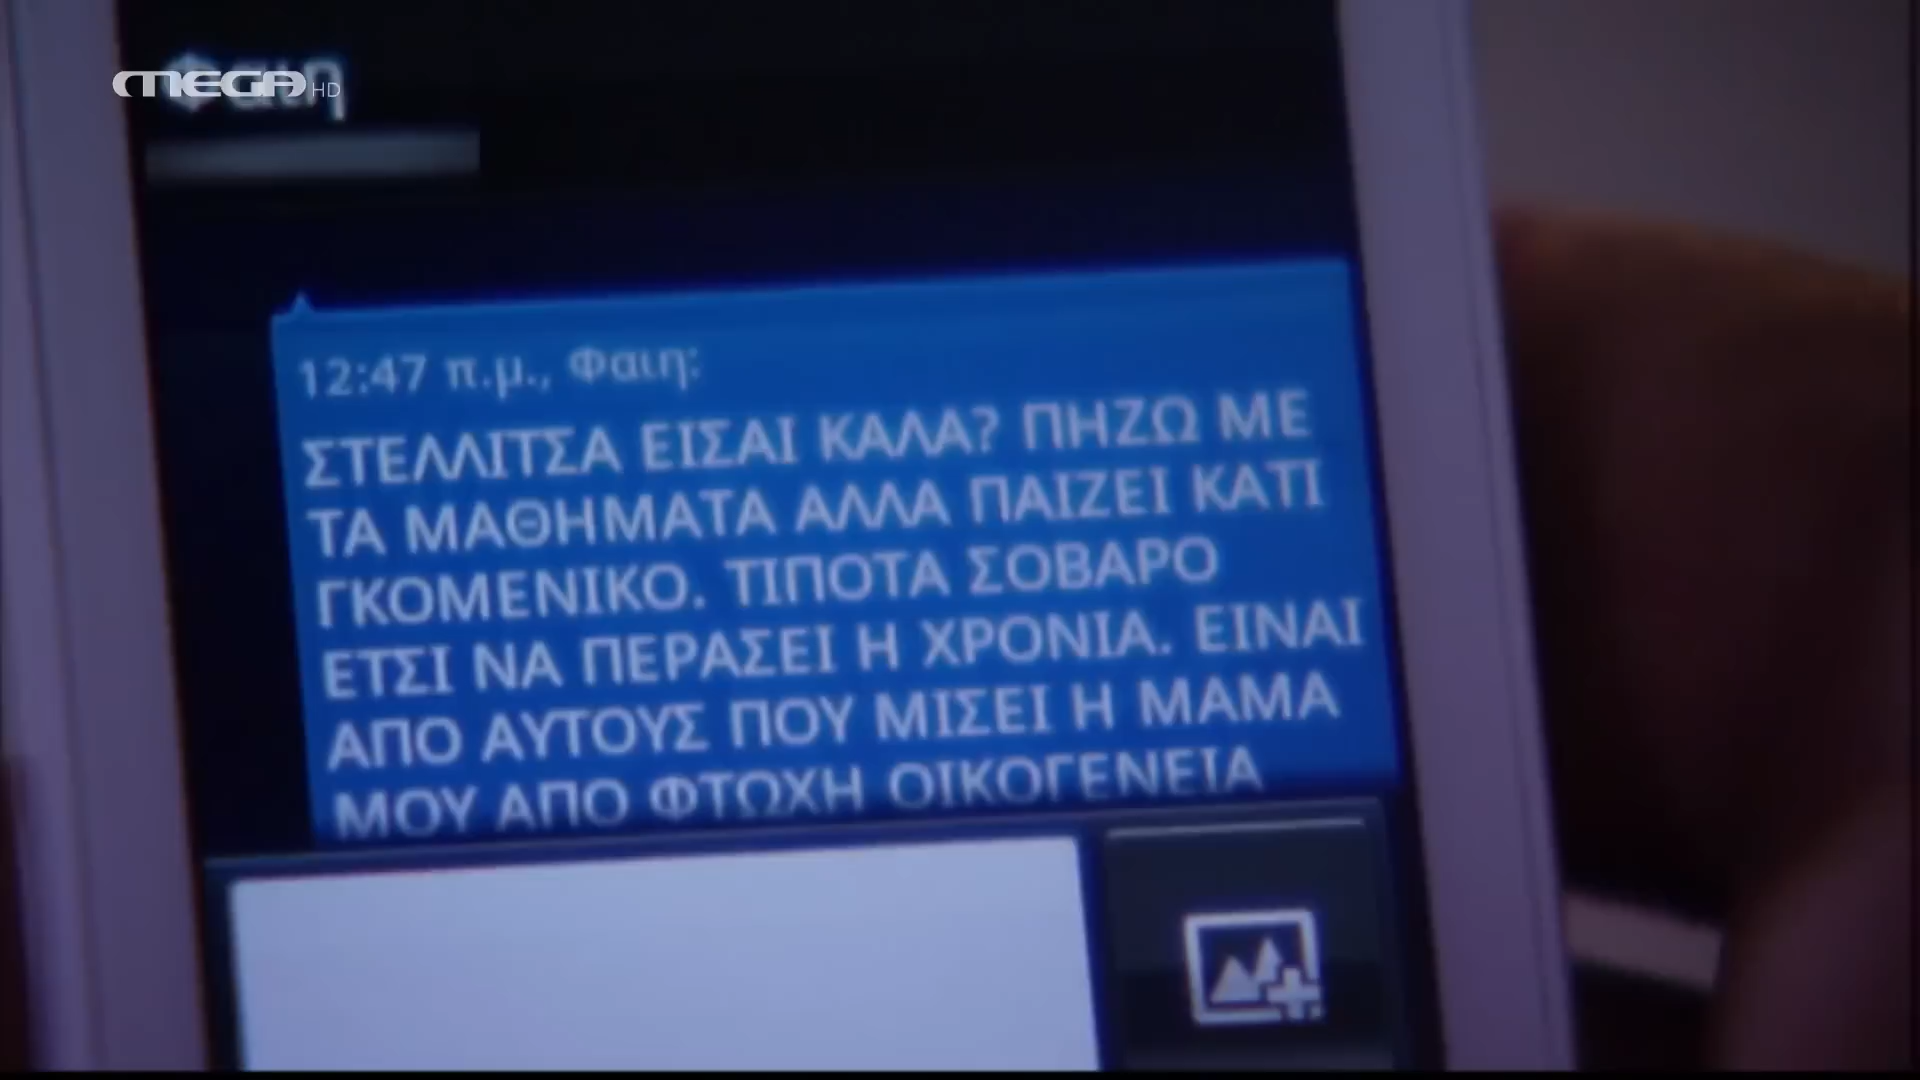 MEGA HD
Φαιη
12:47 π.μ., Φαιη:
ΣΤΕΛΛΙΤΣΑ ΕΙΣΑΙ ΚΑΛΑ? ΠΗΖΩ ΜΕ
ΤΑ ΜΑΘΗΜΑΤΑ ΑΛΛΑ ΠΑΙΖΕΙ ΚΑΤΙ
ΓΚΟΜΕΝΙΚΟ. ΤΙΠΟΤΑ ΣΟΒΑΡΟ
ΕΤΣΙ ΝΑ ΠΕΡΑΣΕΙ Η ΧΡΟΝΙΑ. ΕΙΝΑΙ
ΑΠΟ ΑΥΤΟΥΣ ΠΟΥ ΜΙΣΕΙ Η ΜΑΜΑ
ΜΟΥ ΑΠΟ ΦΤΩΧΗ ΟΙΚΟΓΕΝΕΙΑ